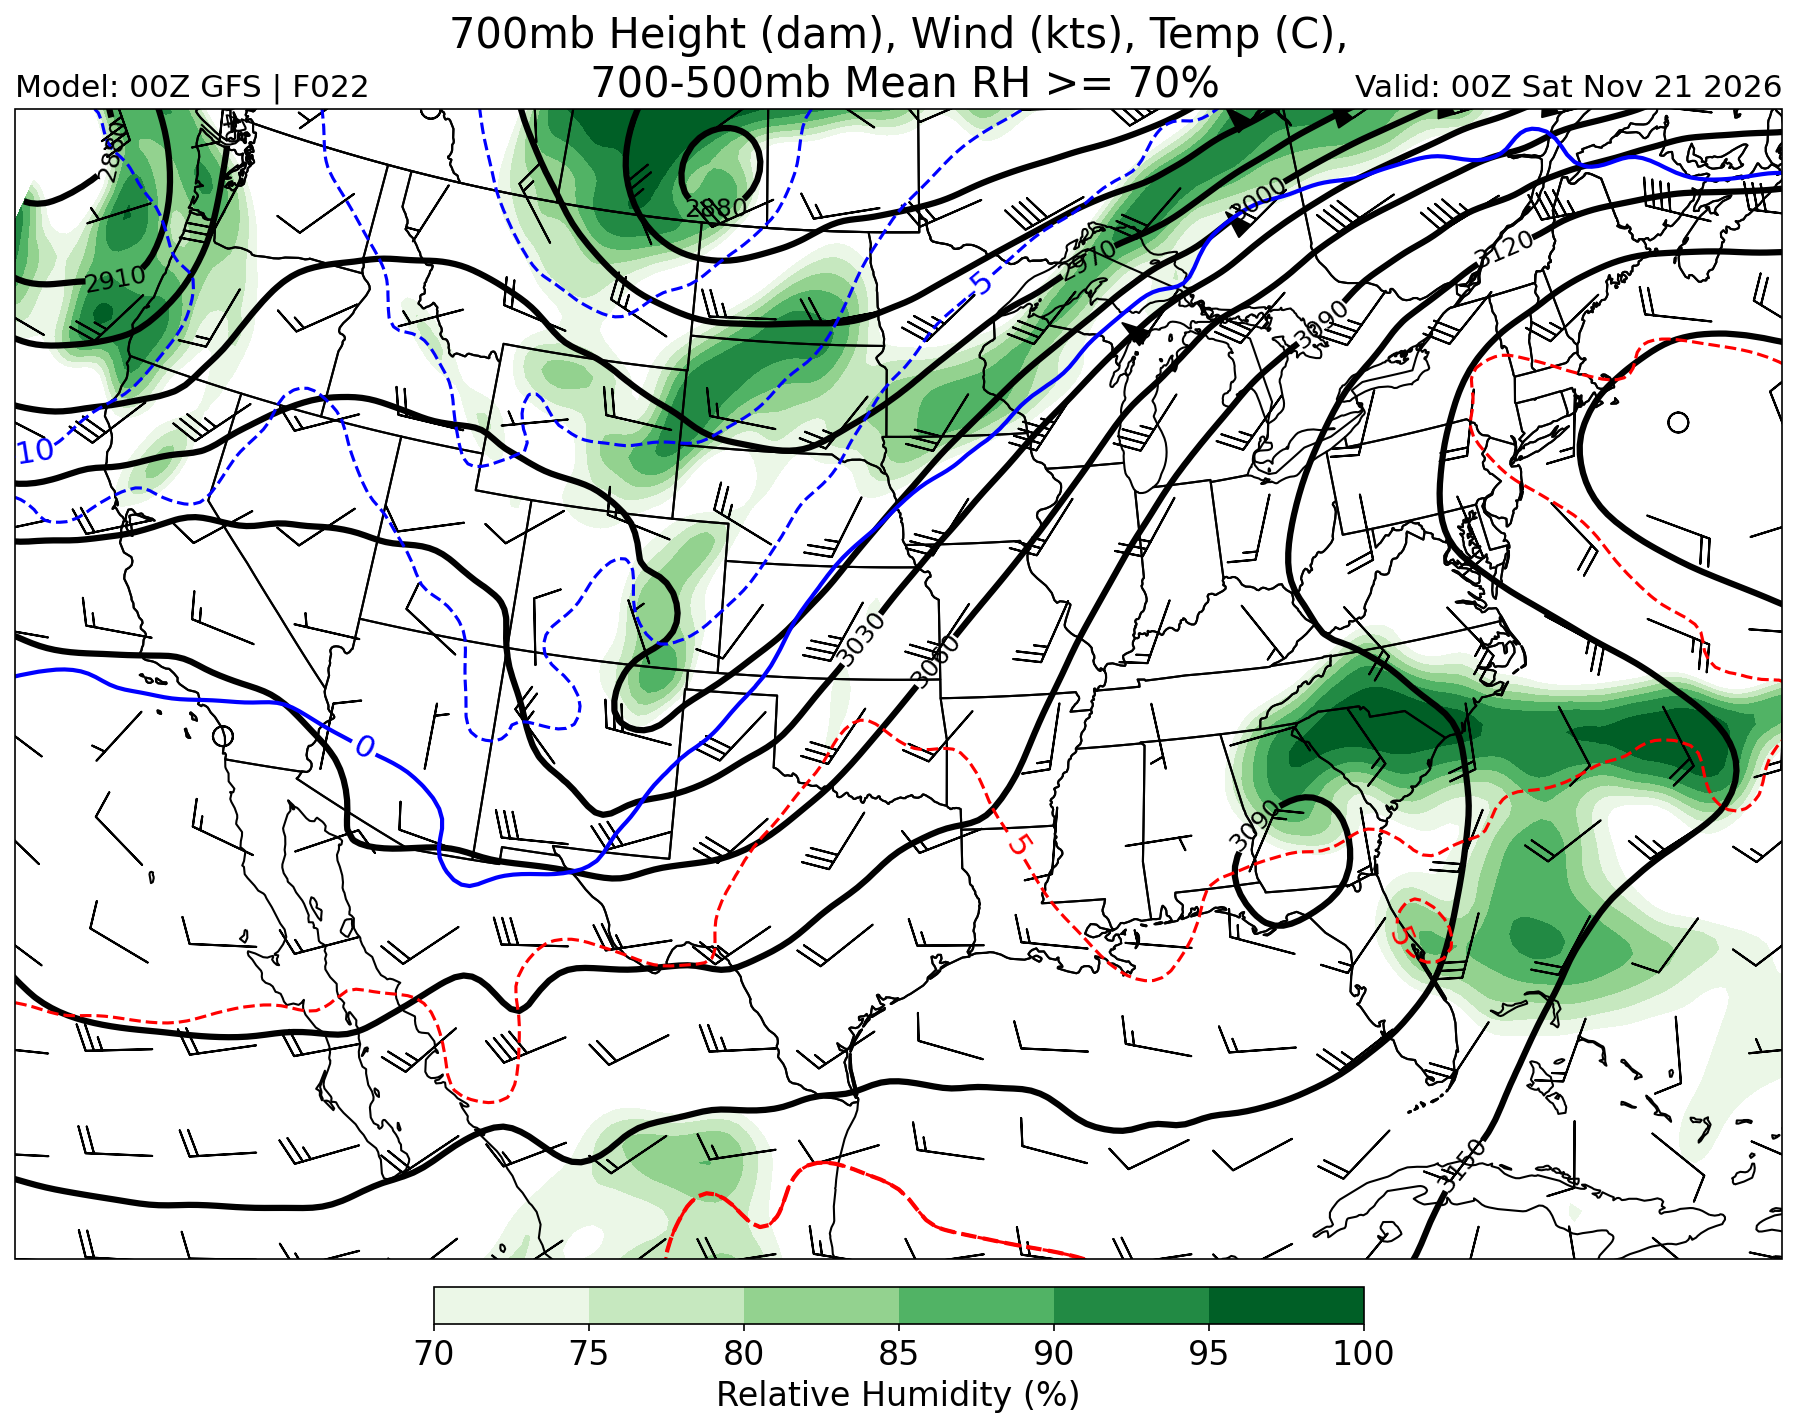 700mb Height (dam), Wind (kts), Temp (C),
700-500mb Mean RH >= 70%
Model: 00Z GFS | F022
Valid: 00Z Sat Nov 21 2026
2880
2880
3000
2910
2970
3120
5
3090
10
3030
3060
0
3090
5
5
3150
70 75 80 85 90 95 100
Relative Humidity (%)